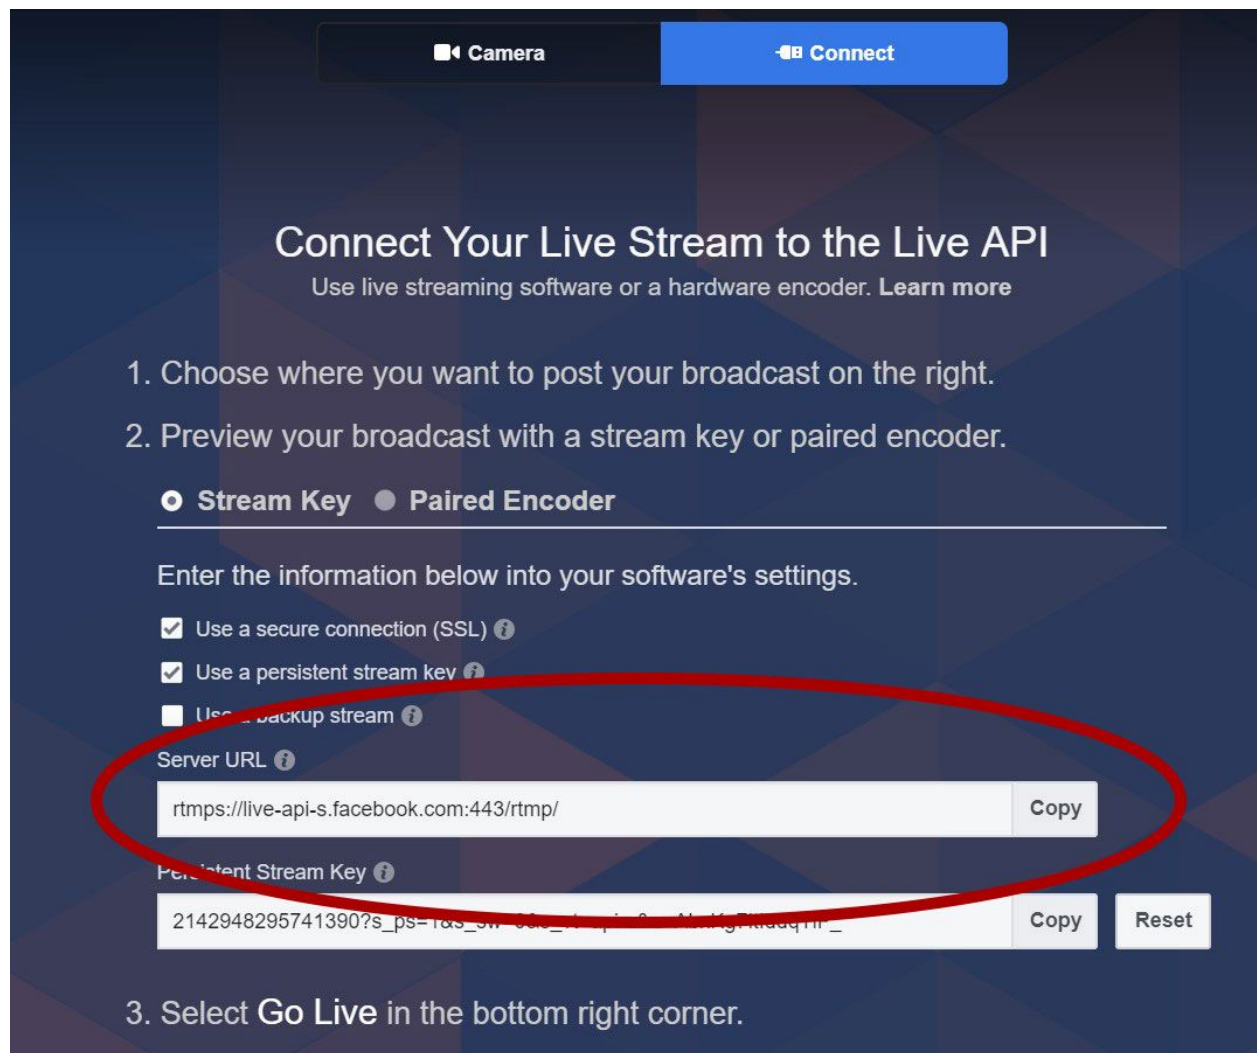 Camera
Connect
Connect Your Live Stream to the Live API
Use live streaming software or a hardware encoder. Learn more
1. Choose where you want to post your broadcast on the right.
2. Preview your broadcast with a stream key or paired encoder.
Stream Key Paired Encoder
Enter the information below into your software's settings.
Use a secure connection (SSL)
Use a persistent stream key
Use a backup stream
Server URL
rtmps://live-api-s.facebook.com:443/rtmp/ Copy
Persistent Stream Key
Copy Reset
3. Select Go Live in the bottom right corner.